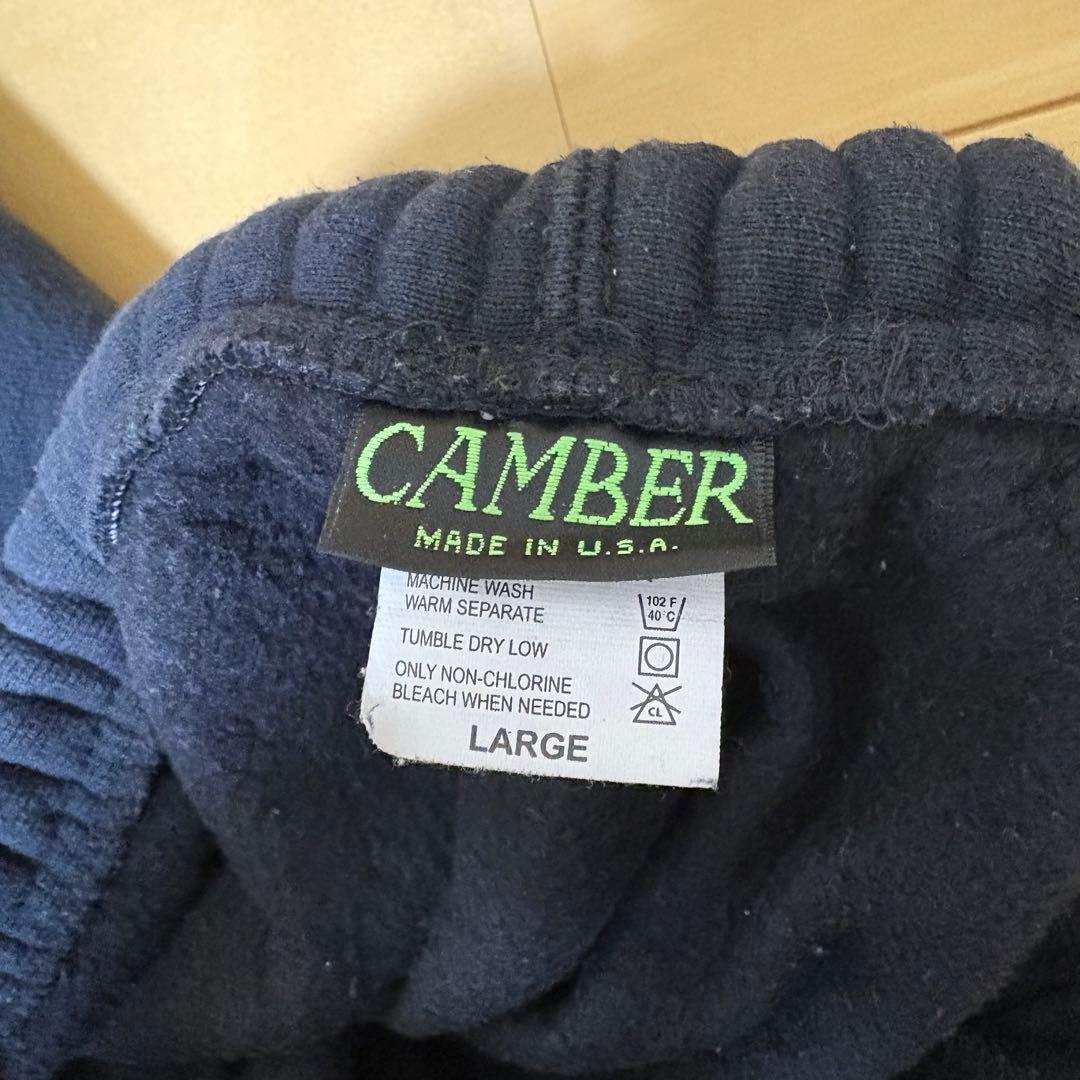 CAMBER
MADE IN U.S.A.
MACHINE WASH
WARM SEPARATE
102 F
40°C
TUMBLE DRY LOW
ONLY NON-CHLORINE
BLEACH WHEN NEEDED
CL
LARGE